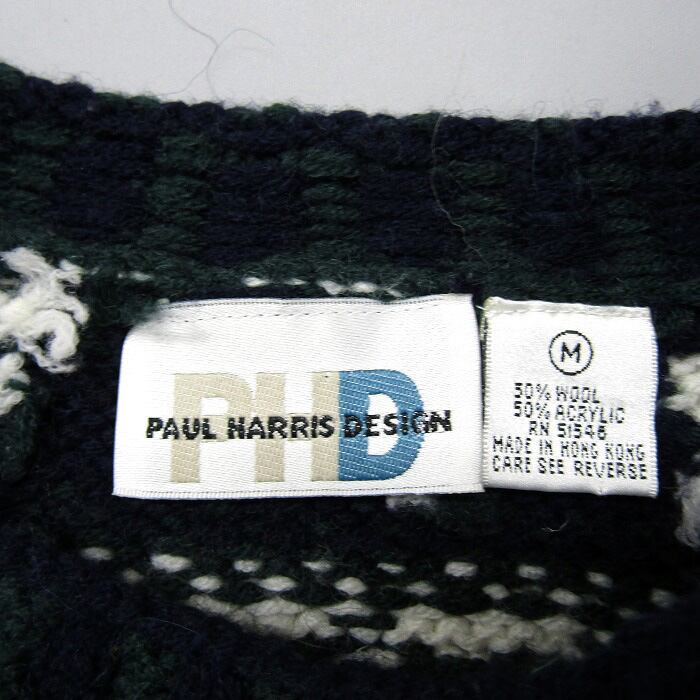 PHD
PAUL HARRIS DESIGN
M
50% WOOL
50% ACRYLIC
RN 51546
MADE IN HONG KONG
CARE SEE REVERSE